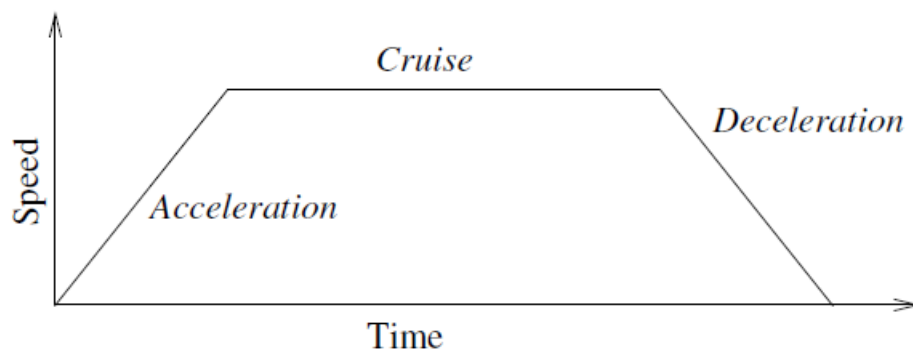 Cruise
Deceleration
Speed
Acceleration
Time